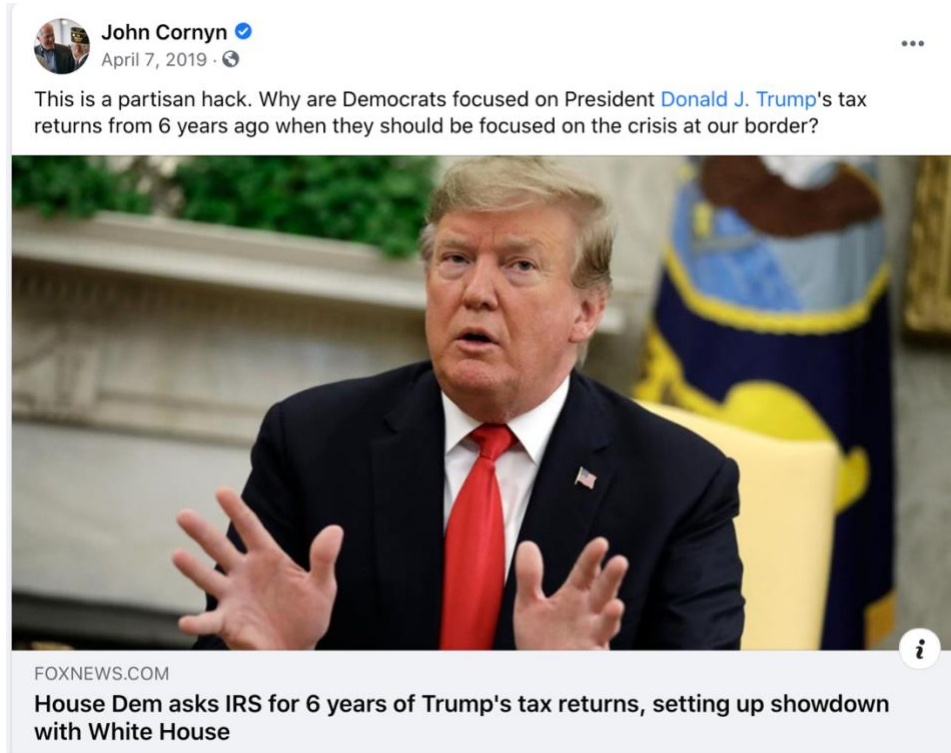 John Cornyn
April 7, 2019 ·
This is a partisan hack. Why are Democrats focused on President Donald J. Trump's tax
returns from 6 years ago when they should be focused on the crisis at our border?
i
FOXNEWS.COM
House Dem asks IRS for 6 years of Trump's tax returns, setting up showdown
with White House